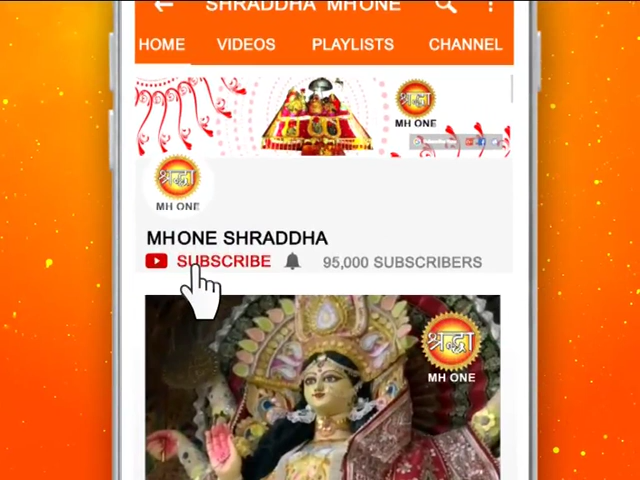 SHRADDHA MHONE
HOME VIDEOS PLAYLISTS CHANNEL
श्रद्धा
MH ONE
श्रद्धा
MH ONE
MHONE SHRADDHA
SUBSCRIBE 95,000 SUBSCRIBERS
श्रद्धा
MH ONE